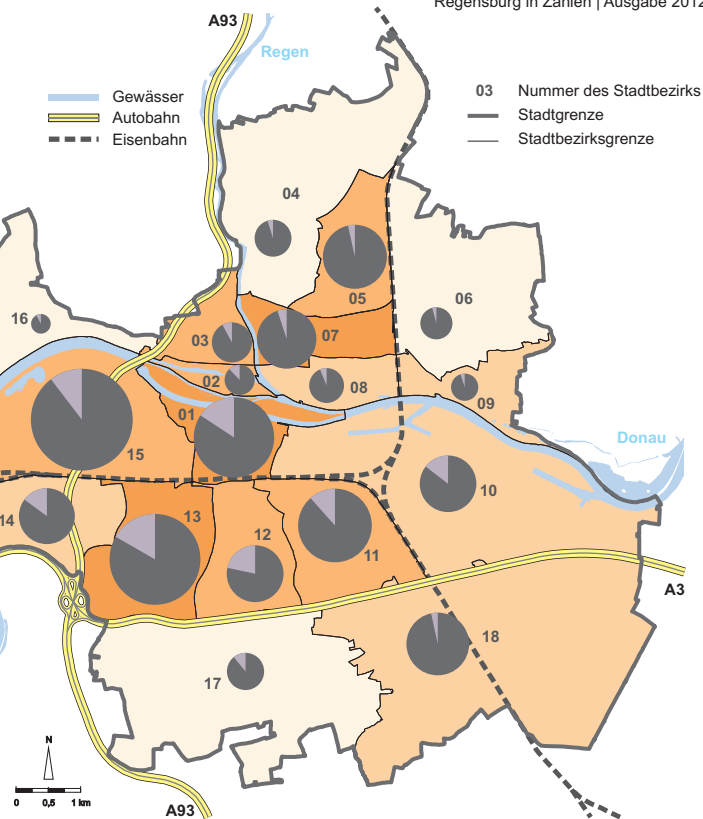 Regensburg in Zahlen | Ausgabe 2012
A93
Regen
Gewässer
Autobahn
Eisenbahn
03 Nummer des Stadtbezirks
Stadtgrenze
Stadtbezirksgrenze
04
05
06
16
03
07
02
08
01
09
15
Donau
10
14
13
12
11
A3
18
17
N
0 0,5 1 km
A93